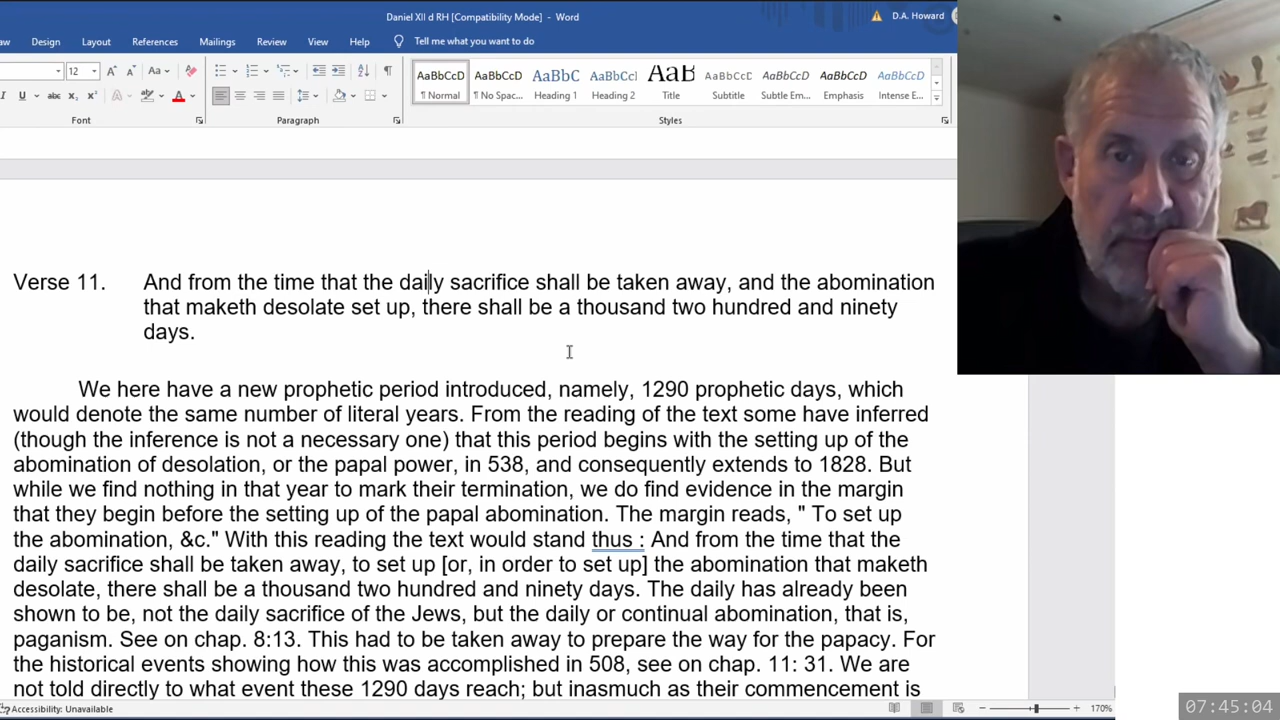 Daniel XII d RH [Compatibility Mode] - Word
D.A. Howard
Design Layout References Mailings Review View Help Tell me what you want to do
12 Aa
AaBbCcD AaBbCcD AaBbC AaBbCcI AaB AaBbCcD AaBbCcD AaBbCcD AaBbCcD
¶ Normal ¶ No Spac... Heading 1 Heading 2 Title Subtitle Subtle Em... Emphasis Intense E...
Font Paragraph Styles
Verse 11. And from the time that the daily sacrifice shall be taken away, and the abomination
that maketh desolate set up, there shall be a thousand two hundred and ninety
days.
We here have a new prophetic period introduced, namely, 1290 prophetic days, which
would denote the same number of literal years. From the reading of the text some have inferred
(though the inference is not a necessary one) that this period begins with the setting up of the
abomination of desolation, or the papal power, in 538, and consequently extends to 1828. But
while we find nothing in that year to mark their termination, we do find evidence in the margin
that they begin before the setting up of the papal abomination. The margin reads, " To set up
the abomination, &c." With this reading the text would stand thus : And from the time that the
daily sacrifice shall be taken away, to set up [or, in order to set up] the abomination that maketh
desolate, there shall be a thousand two hundred and ninety days. The daily has already been
shown to be, not the daily sacrifice of the Jews, but the daily or continual abomination, that is,
paganism. See on chap. 8:13. This had to be taken away to prepare the way for the papacy. For
the historical events showing how this was accomplished in 508, see on chap. 11: 31. We are
not told directly to what event these 1290 days reach; but inasmuch as their commencement is
Accessibility: Unavailable
170%
07:45:04